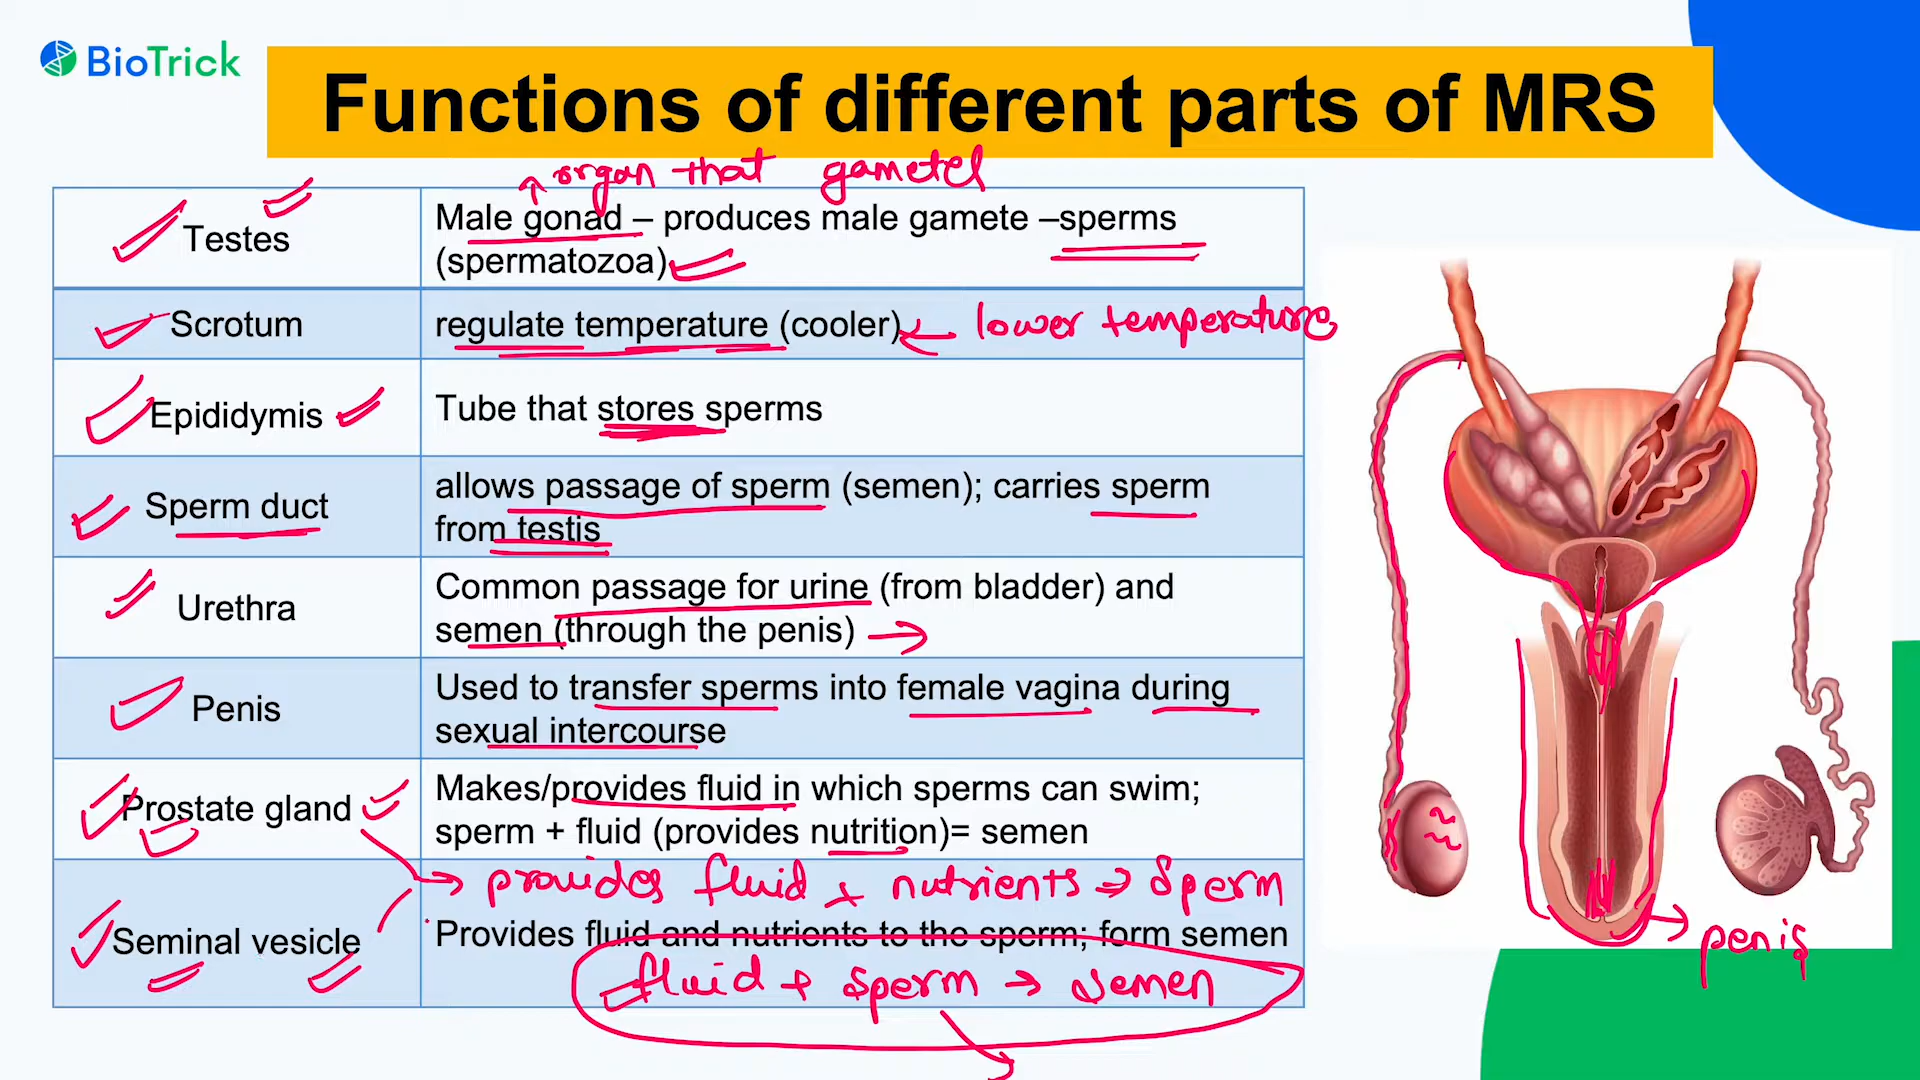 BioTrick
Functions of different parts of MRS
organ that gametes
Testes
Male gonad – produces male gamete –sperms
(spermatozoa)
Scrotum
regulate temperature (cooler)
lower temperature
Epididymis
Tube that stores sperms
Sperm duct
allows passage of sperm (semen); carries sperm
from testis
Urethra
Common passage for urine (from bladder) and
semen (through the penis)
Penis
Used to transfer sperms into female vagina during
sexual intercourse
Prostate gland
Makes/provides fluid in which sperms can swim;
sperm + fluid (provides nutrition)= semen
provides fluid + nutrients → sperm
Seminal vesicle
Provides fluid and nutrients to the sperm; form semen
fluid + sperm → semen
penis